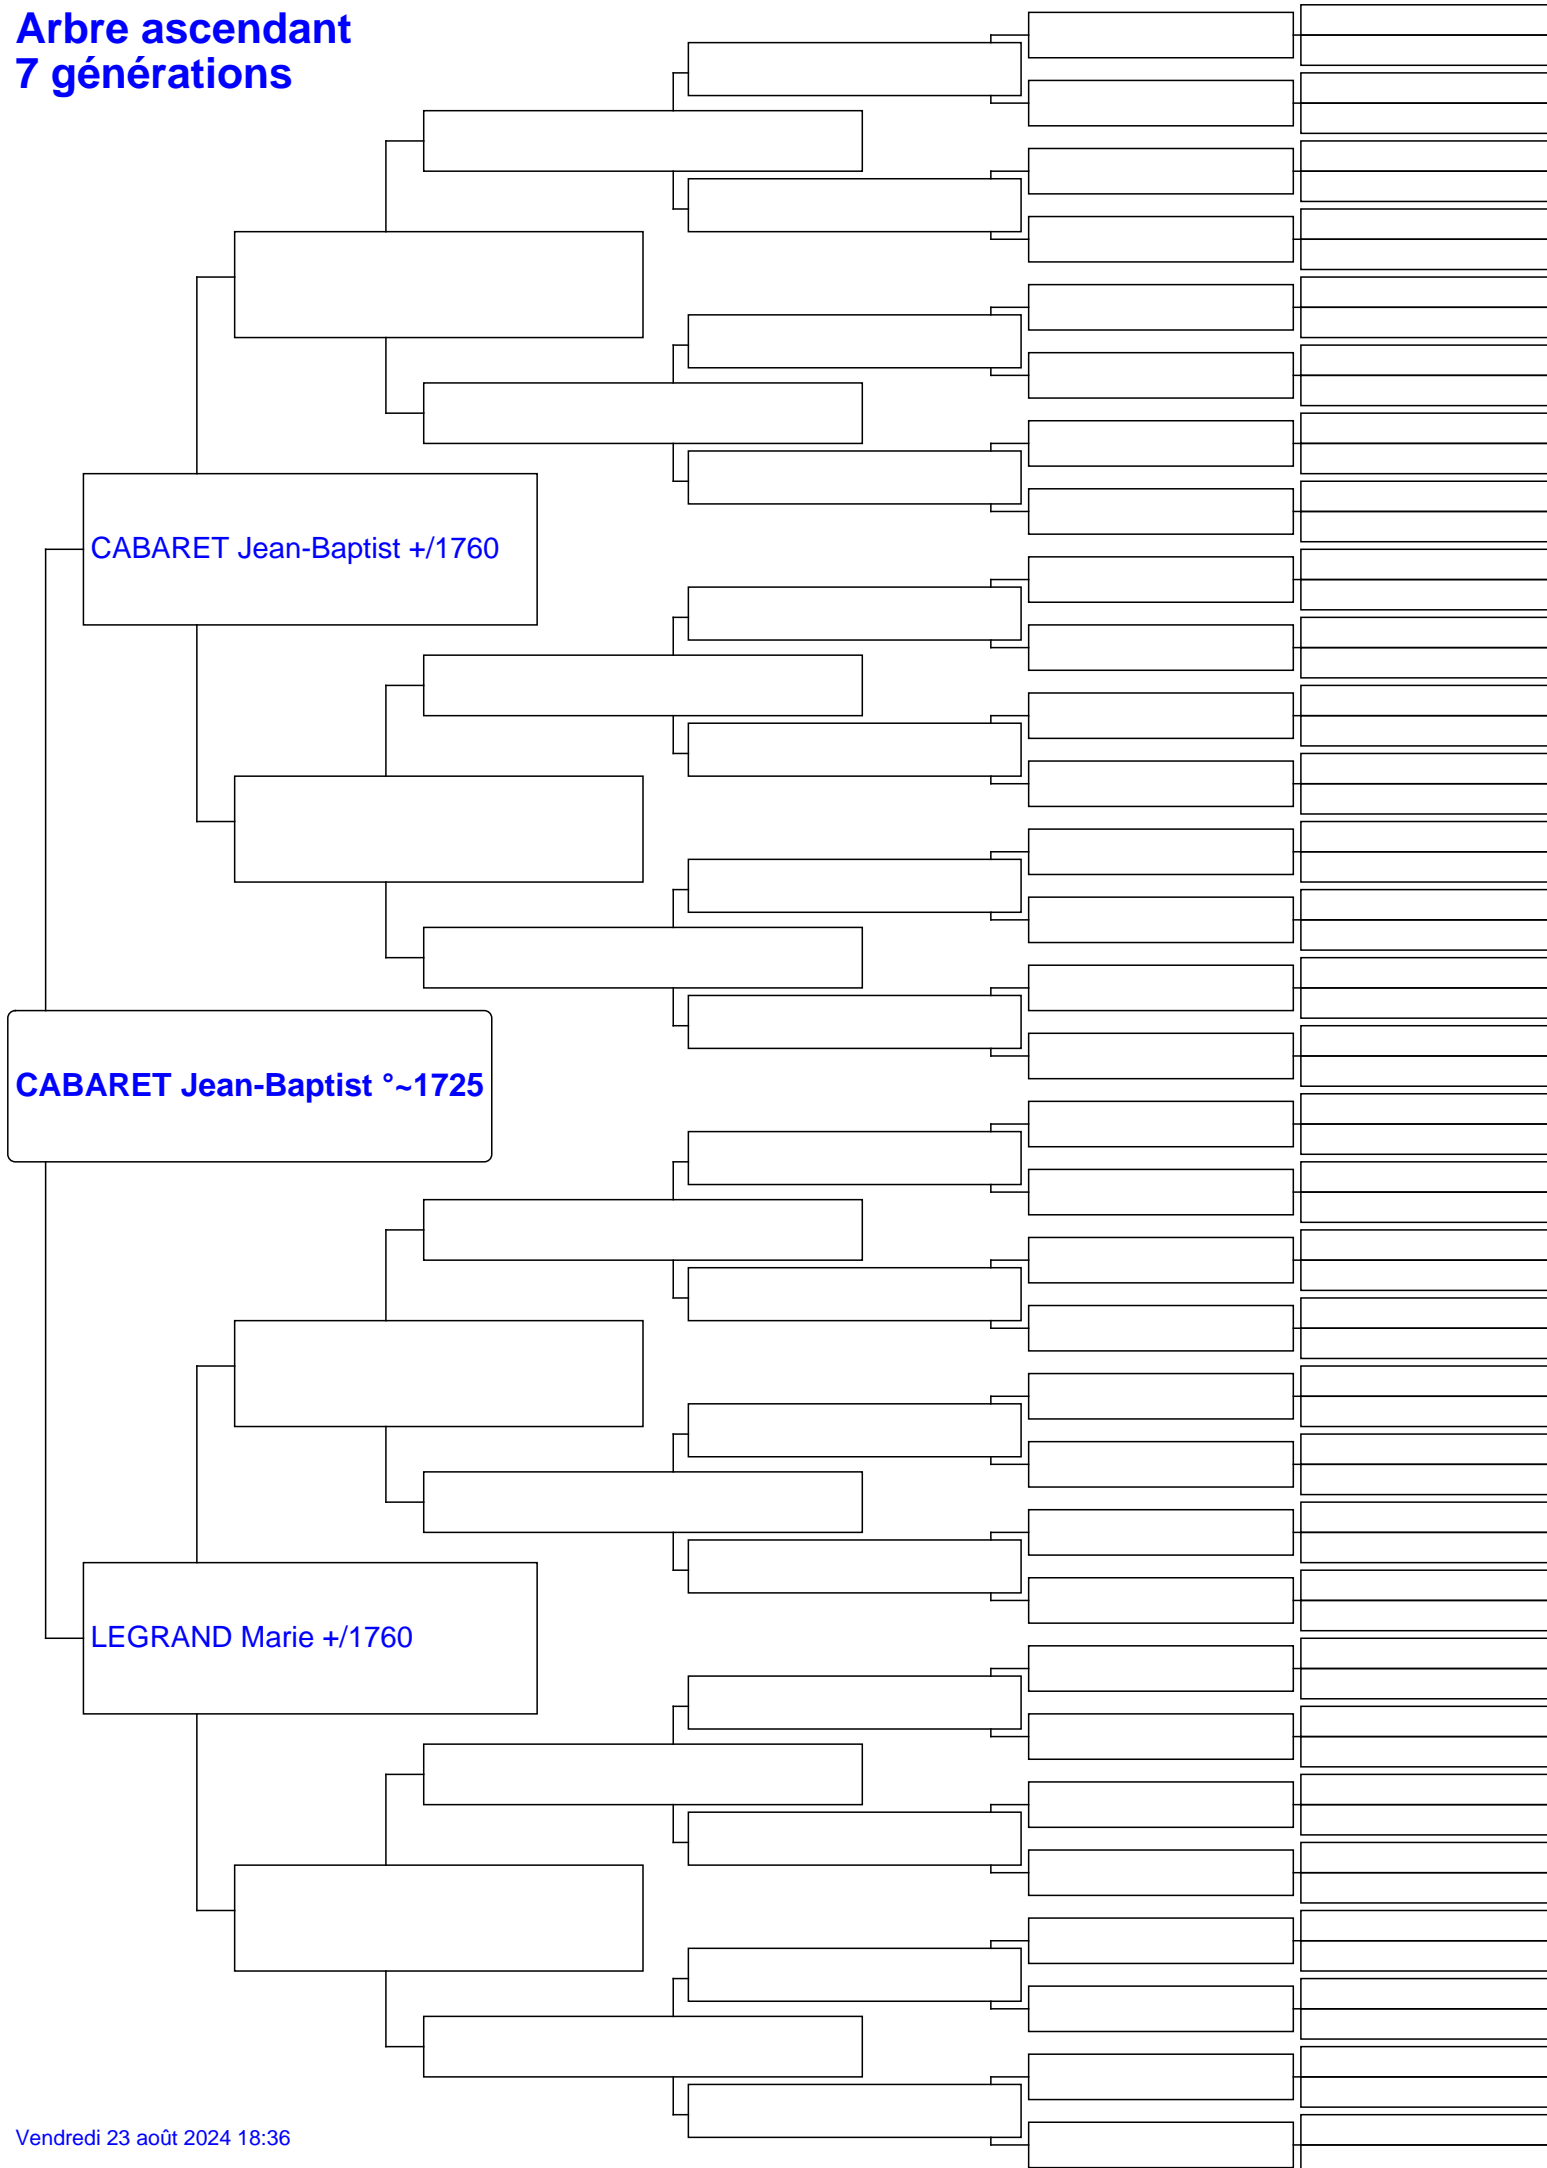 Arbre ascendant
7 générations
CABARET Jean-Baptist +/1760
CABARET Jean-Baptist °~1725
LEGRAND Marie +/1760
Vendredi 23 août 2024 18:36